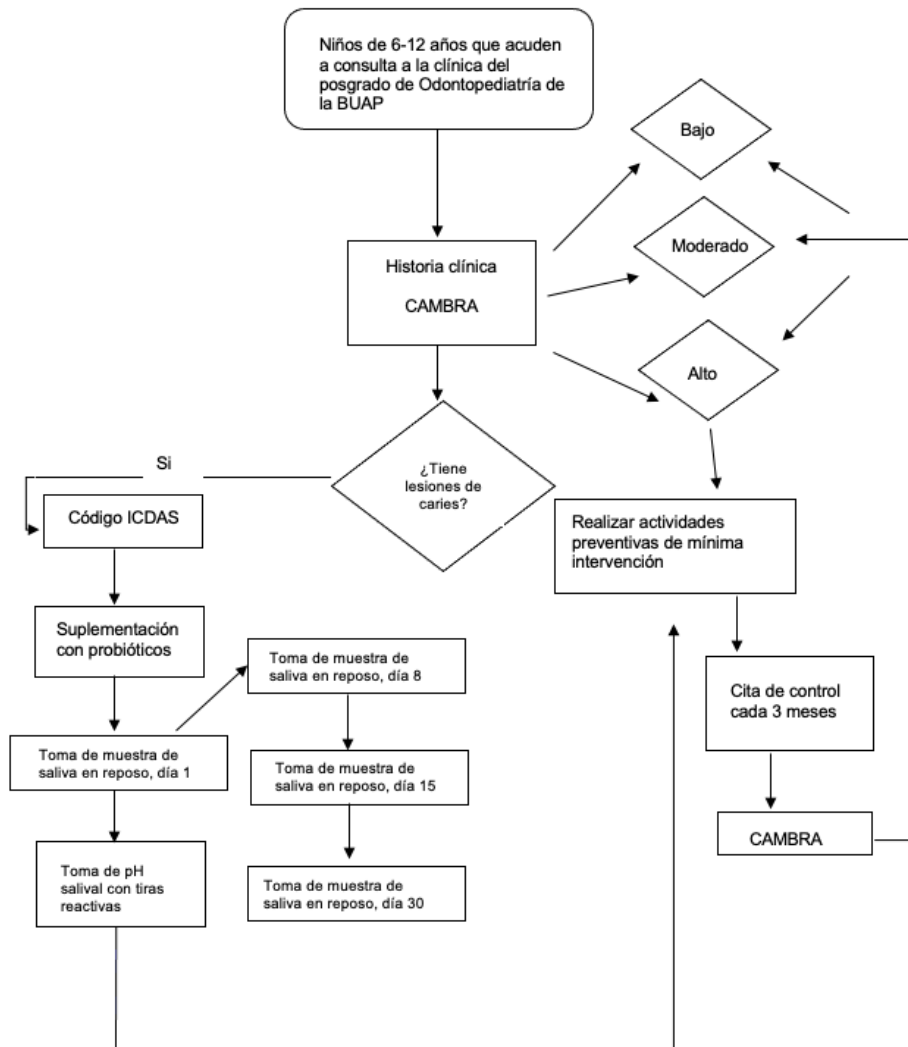 Niños de 6-12 años que acuden
a consulta a la clínica del
posgrado de Odontopediatría de
la BUAP
Bajo
Moderado
Historia clínica
CAMBRA
Alto
¿Tiene
lesiones de
caries?
Si
Código ICDAS
Realizar actividades
preventivas de mínima
intervención
Suplementación
con probióticos
Toma de muestra de
saliva en reposo, día 8
Cita de control
cada 3 meses
Toma de muestra de
saliva en reposo, día 1
Toma de muestra de
saliva en reposo, día 15
CAMBRA
Toma de pH
salival con tiras
reactivas
Toma de muestra de
saliva en reposo, día 30